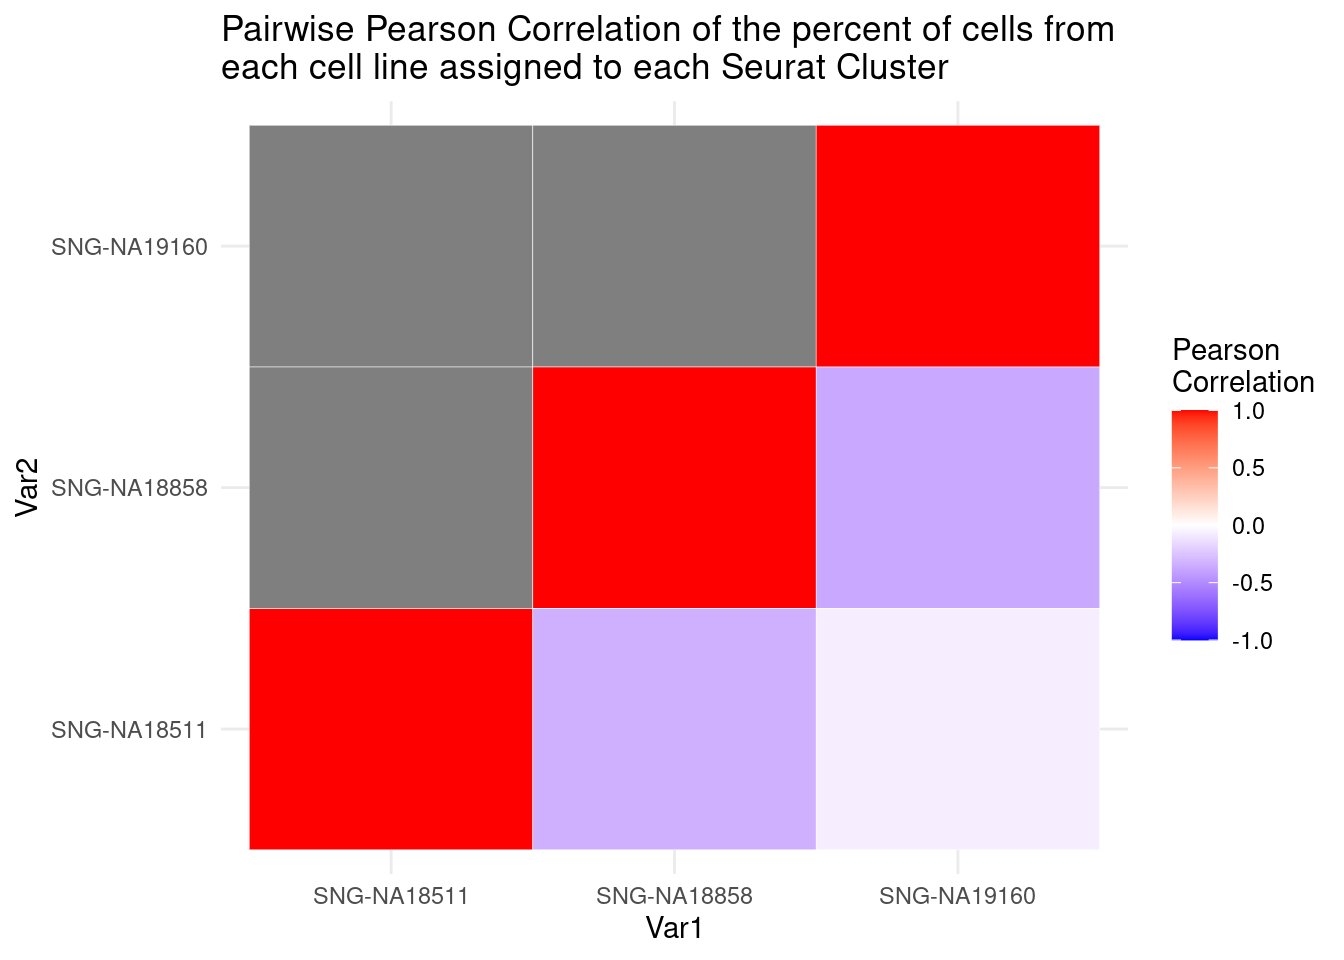 Pairwise Pearson Correlation of the percent of cells from
each cell line assigned to each Seurat Cluster
Var2
SNG-NA19160
SNG-NA18858
SNG-NA18511
SNG-NA18511
SNG-NA18858
SNG-NA19160
Var1
Pearson
Correlation
1.0
0.5
0.0
-0.5
-1.0